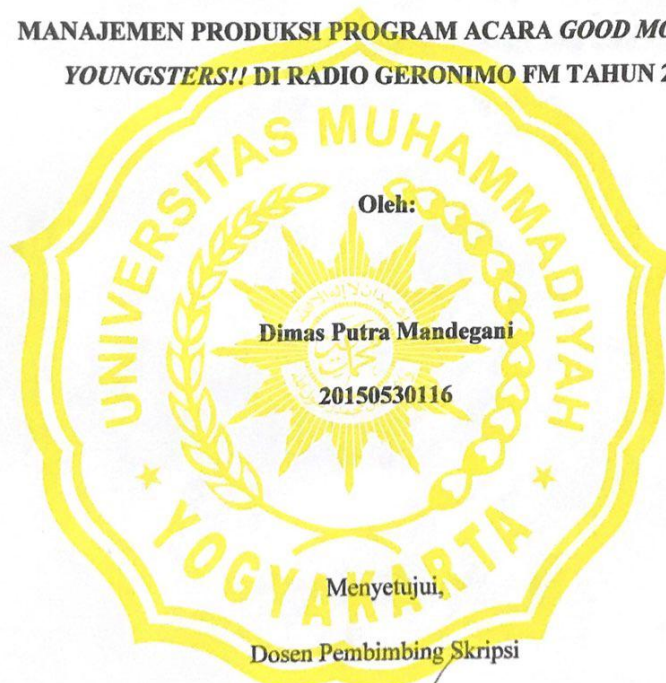 MANAJEMEN PRODUKSI PROGRAM ACARA GOOD MO
YOUNGSTERS!! DI RADIO GERONIMO FM TAHUN 2
UNIVERSITAS MUHAMMADIYAH
Oleh:
Dimas Putra Mandegani
20150530116
YOGYAKARTA
Menyetujui,
Dosen Pembimbing Skripsi